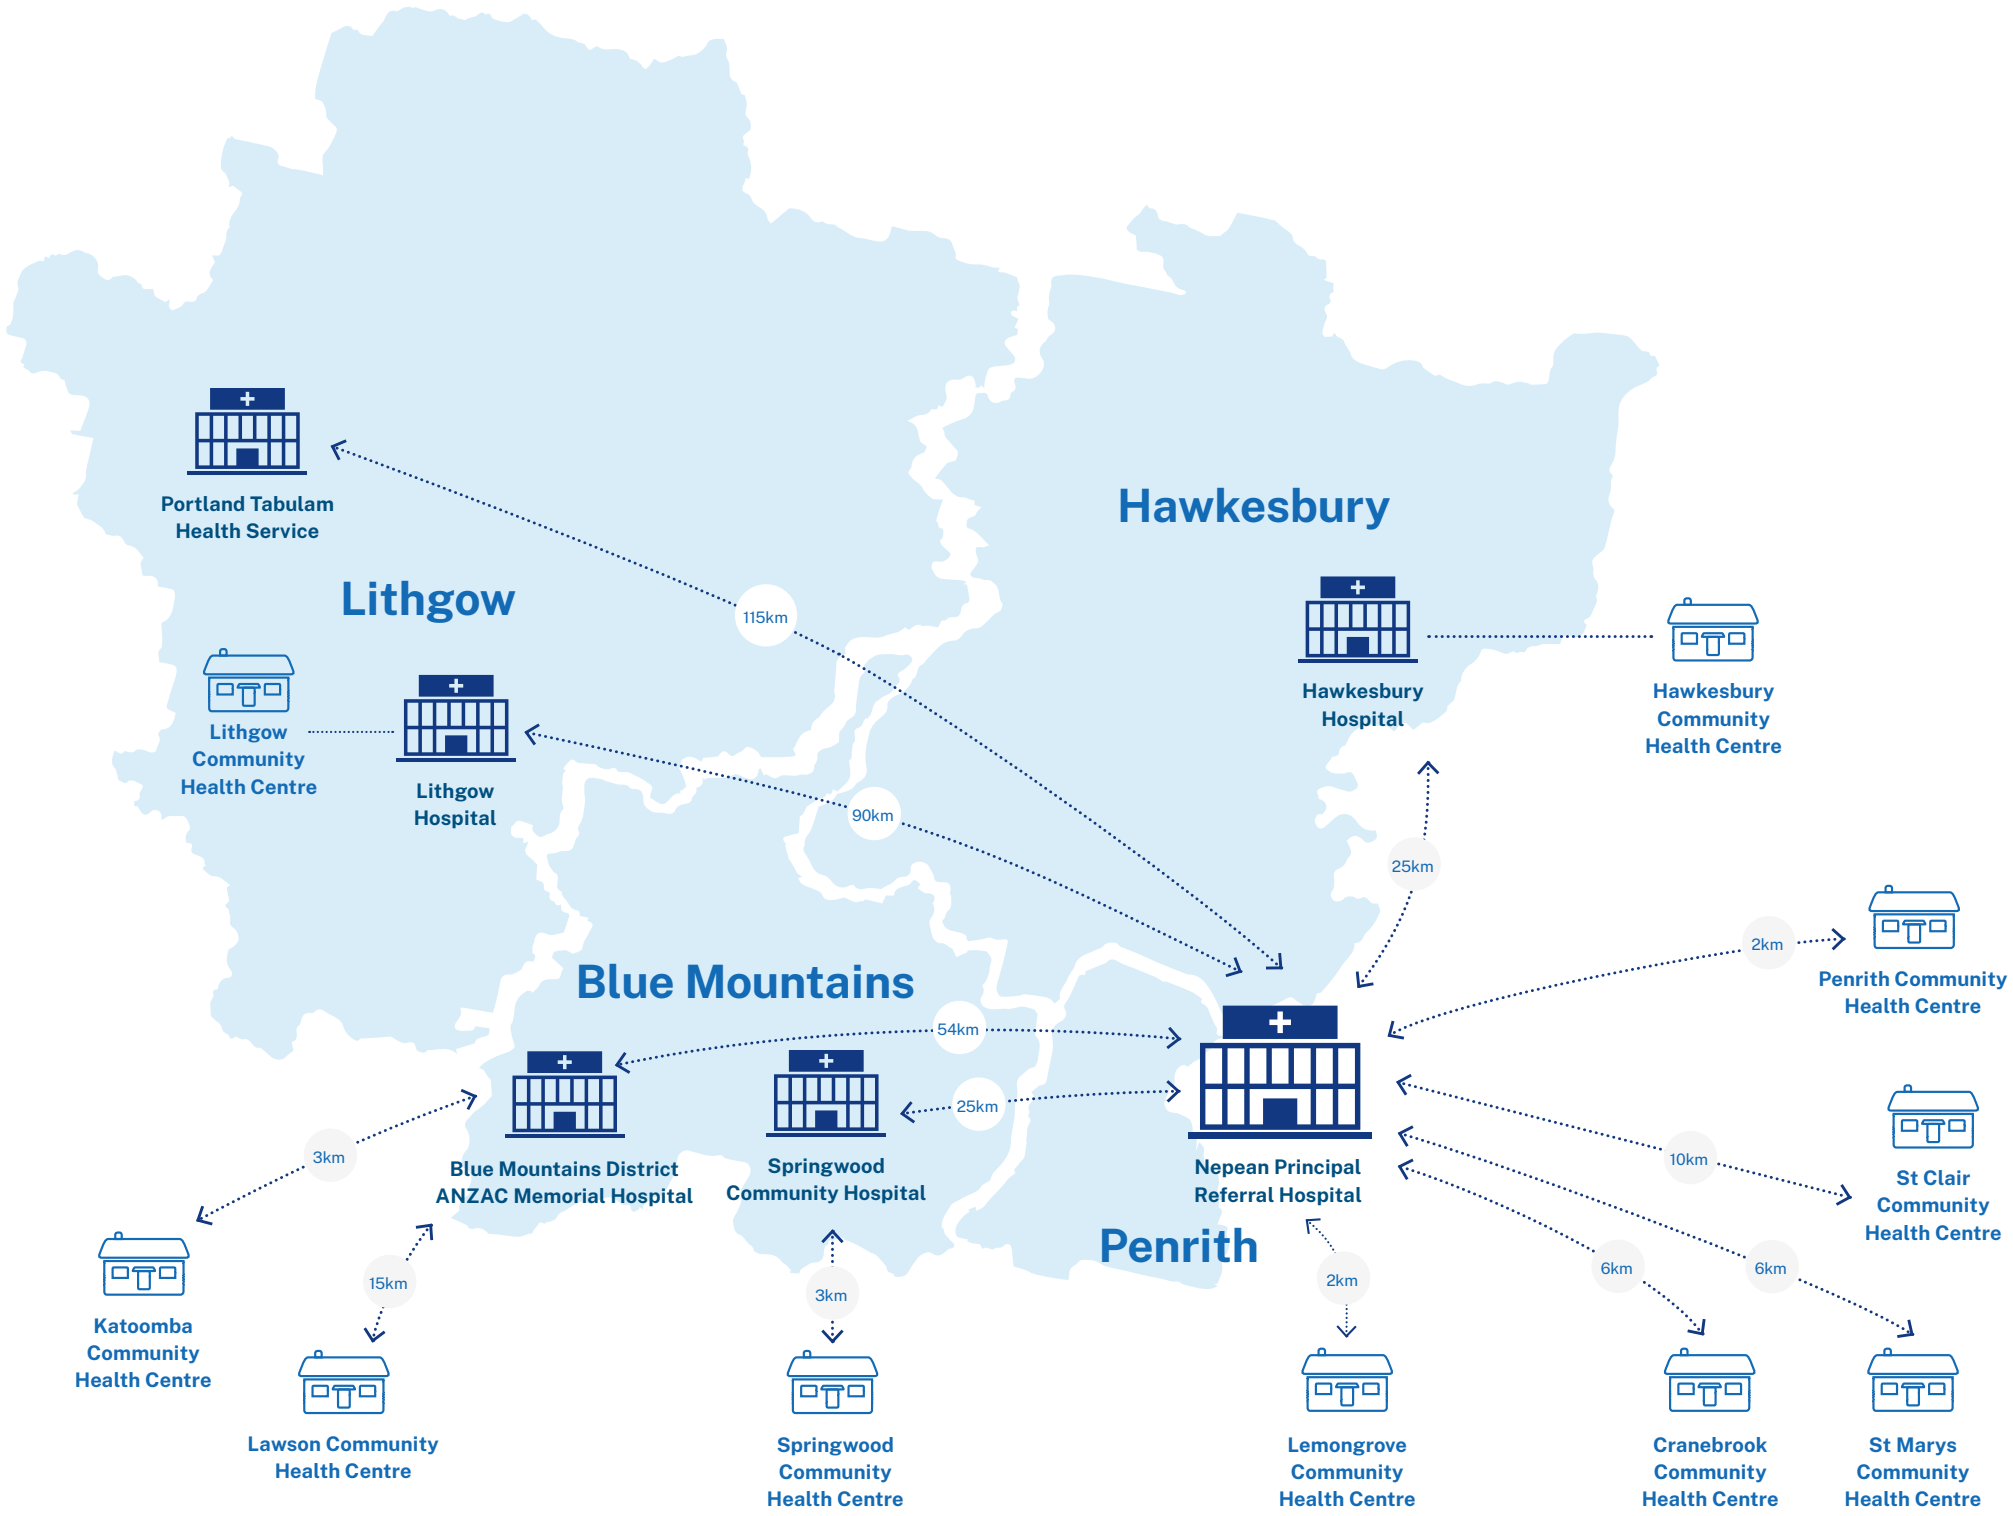 Portland Tabulam
Health Service
Lithgow
115km
Hawkesbury
Lithgow
Community
Health Centre
Lithgow
Hospital
90km
Hawkesbury
Hospital
Hawkesbury
Community
Health Centre
25km
Blue Mountains
54km
25km
2km
Penrith Community
Health Centre
Blue Mountains District
ANZAC Memorial Hospital
Springwood
Community Hospital
Nepean Principal
Referral Hospital
Penrith
10km
St Clair
Community
Health Centre
3km
15km
3km
2km
6km
6km
Katoomba
Community
Health Centre
Lawson Community
Health Centre
Springwood
Community
Health Centre
Lemongrove
Community
Health Centre
Cranebrook
Community
Health Centre
St Marys
Community
Health Centre